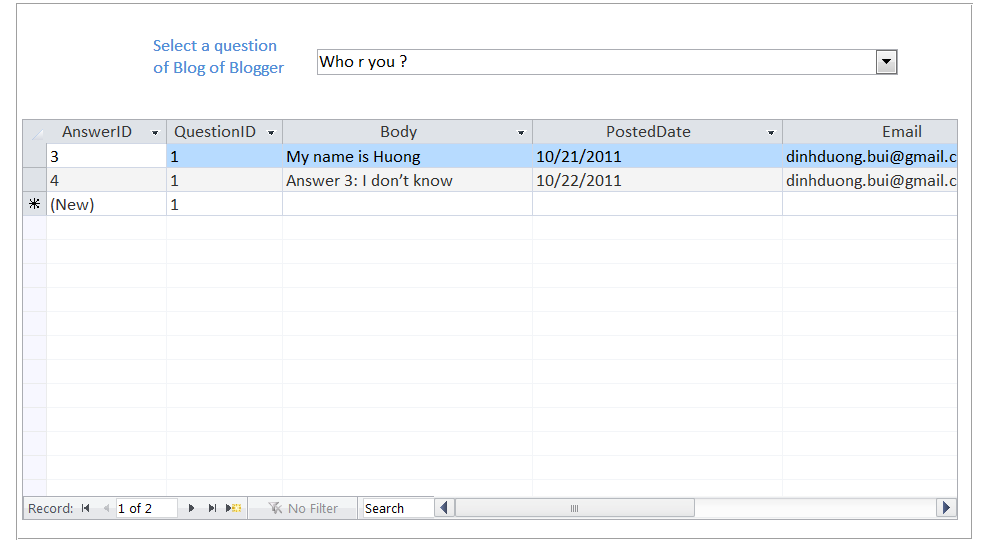 Select a question
of Blog of Blogger
Who r you ?
AnswerID QuestionID Body PostedDate Email
3 1 My name is Huong 10/21/2011 dinhduong.bui@gmail.c
4 1 Answer 3: I don’t know 10/22/2011 dinhduong.bui@gmail.c
(New) 1
Record: 1 of 2 No Filter Search